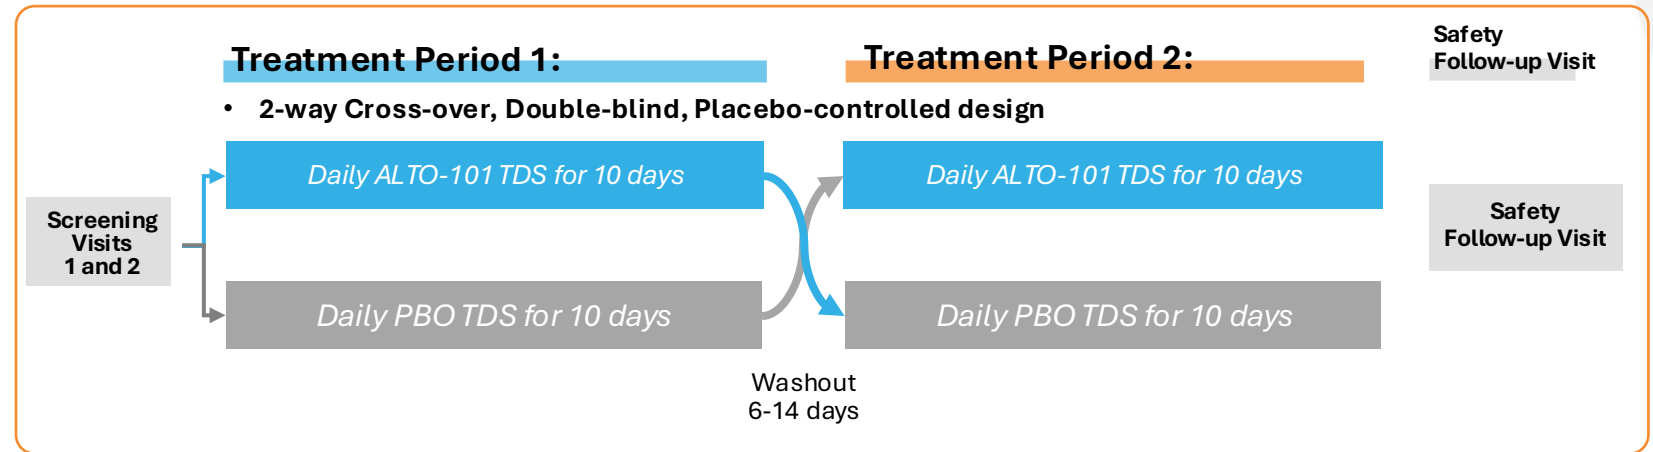 Treatment Period 1:
Treatment Period 2:
Safety
Follow-up Visit
• 2-way Cross-over, Double-blind, Placebo-controlled design
Daily ALTO-101 TDS for 10 days
Daily ALTO-101 TDS for 10 days
Screening
Visits
1 and 2
Safety
Follow-up Visit
Daily PBO TDS for 10 days
Daily PBO TDS for 10 days
Washout
6-14 days